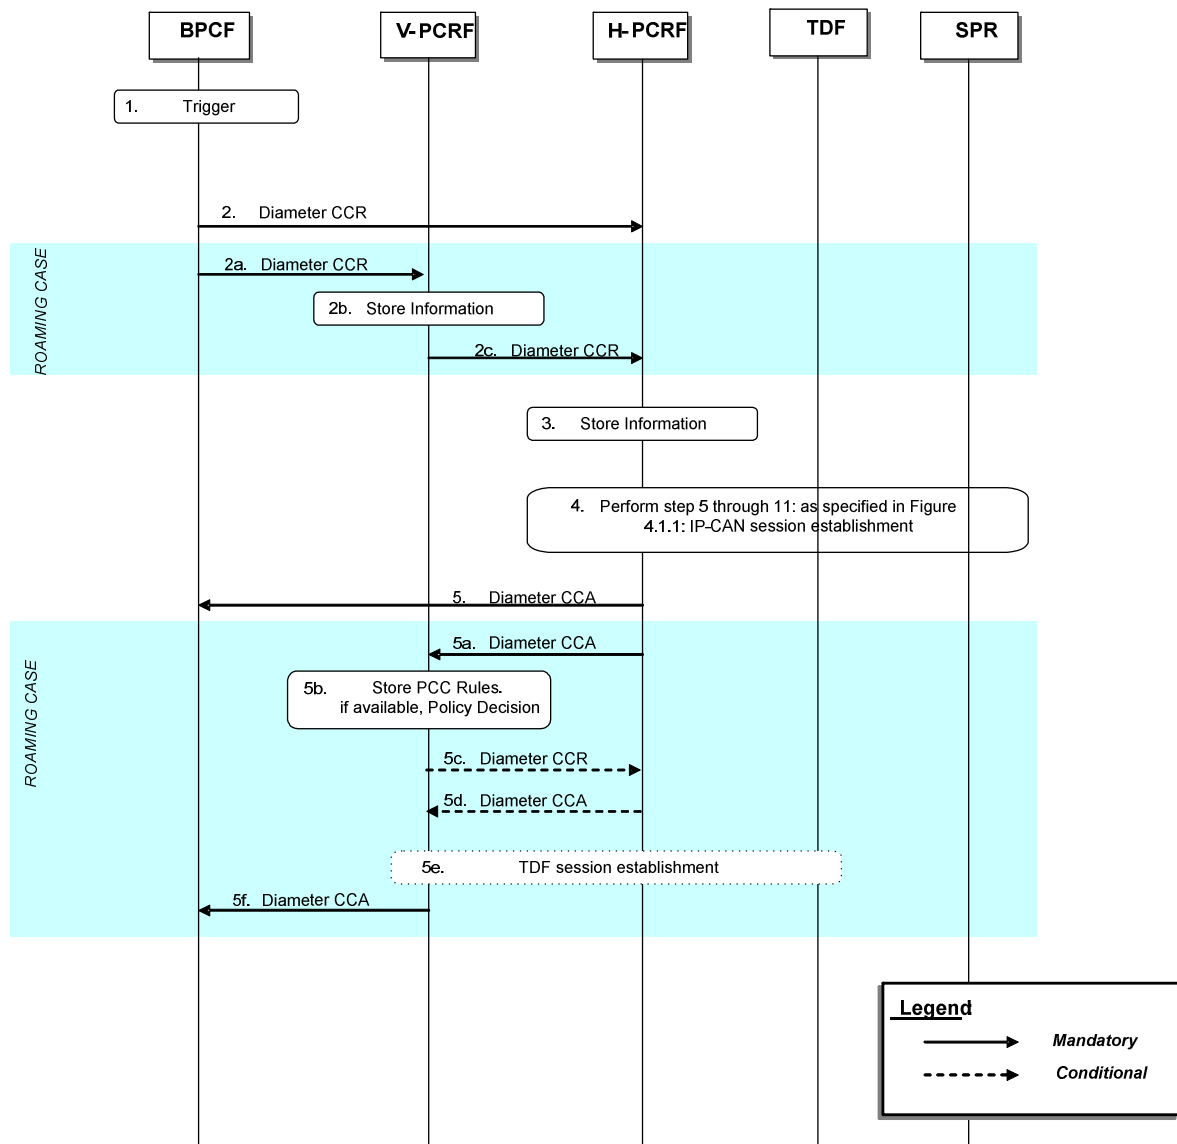 BPCF
V-PCRF
H-PCRF
TDF
SPR
1. Trigger
2. Diameter CCR
ROAMING CASE
2a. Diameter CCR
2b. Store Information
2c. Diameter CCR
3. Store Information
4. Perform step 5 through 11: as specified in Figure
4.1.1: IP-CAN session establishment
5. Diameter CCA
ROAMING CASE
5a. Diameter CCA
5b. Store PCC Rules.
if available, Policy Decision
5c. Diameter CCR
5d. Diameter CCA
5e. TDF session establishment
5f. Diameter CCA
Legend
Mandatory
Conditional